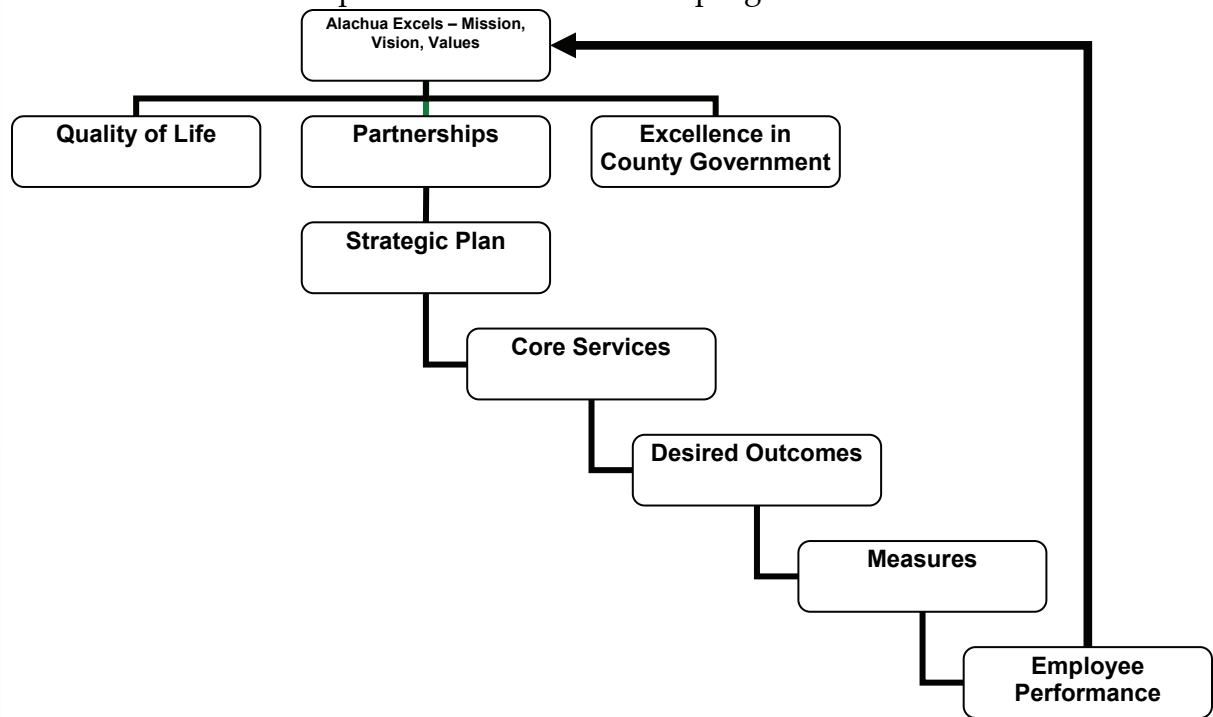 Alachua Excels – Mission,
Vision, Values
Quality of Life
Partnerships
Excellence in
County Government
Strategic Plan
Core Services
Desired Outcomes
Measures
Employee
Performance